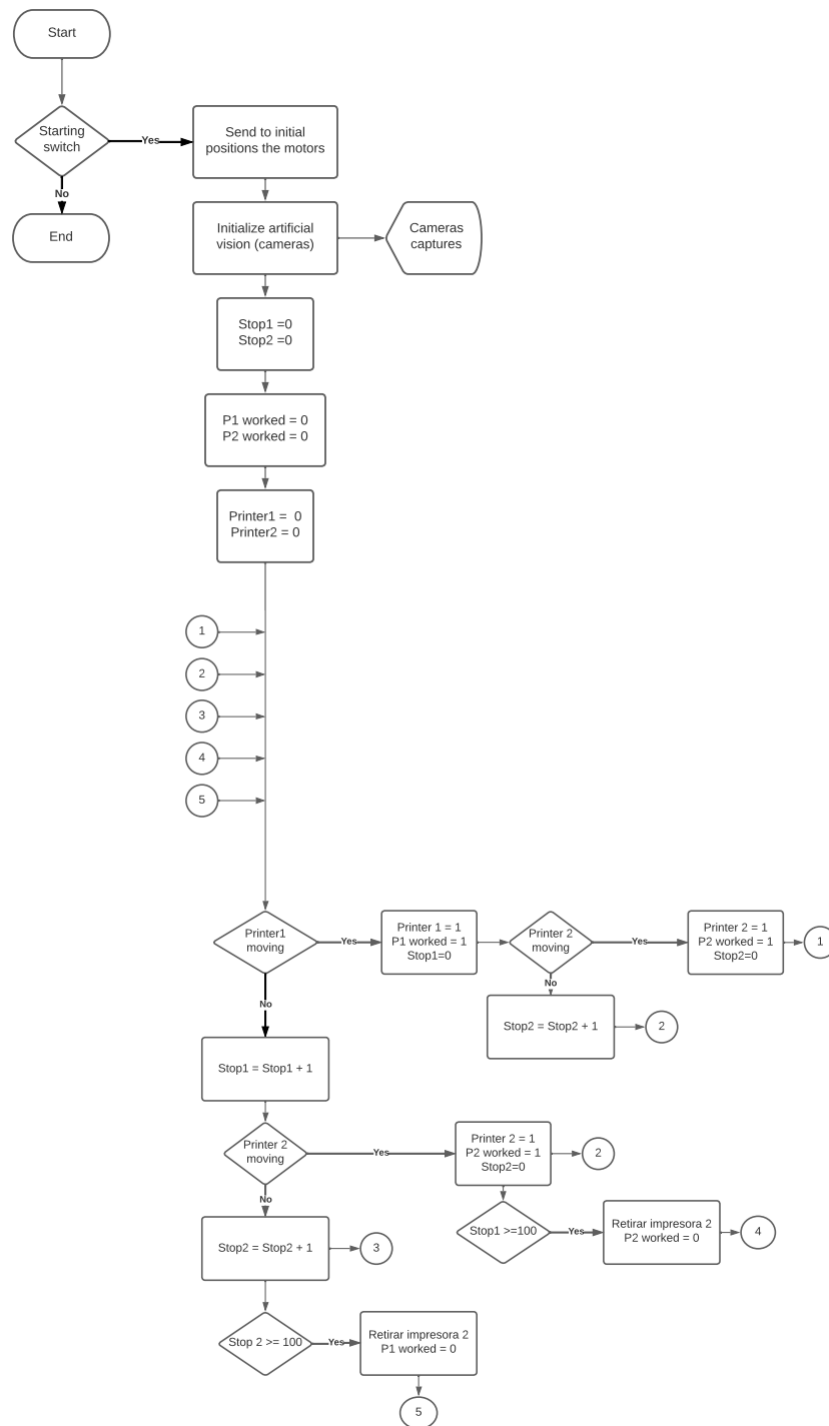 Start
Starting
switch
Yes
Send to initial
positions the motors
No
End
Initialize artificial
vision (cameras)
Cameras
captures
Stop1 =0
Stop2 =0
P1 worked = 0
P2 worked = 0
Printer1 = 0
Printer2 = 0
1
2
3
4
5
Printer1
moving
Yes
Printer 1 = 1
P1 worked = 1
Stop1=0
Printer 2
moving
Yes
Printer 2 = 1
P2 worked = 1
Stop2=0
1
No
Stop2 = Stop2 + 1
2
No
Stop1 = Stop1 + 1
Printer 2
moving
Yes
Printer 2 = 1
P2 worked = 1
Stop2=0
2
No
Stop1 >=100
Yes
Retirar impresora 2
P2 worked = 0
4
Stop2 = Stop2 + 1
3
Stop 2 >= 100
Yes
Retirar impresora 2
P1 worked = 0
5